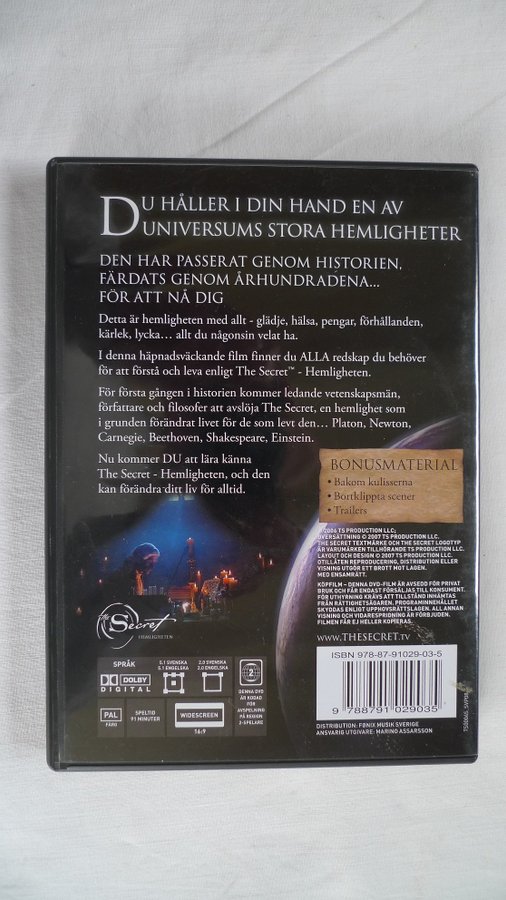 DU HÅLLER I DIN HAND EN AV
UNIVERSUMS STORA HEMLIGHETER
DEN HAR PASSERAT GENOM HISTORIEN,
FÄRDATS GENOM ÅRHUNDRADENA...
FÖR ATT NÅ DIG
Detta är hemligheten med allt - glädje, hälsa, pengar, förhållanden,
kärlek, lycka... allt du någonsin velat ha.
I denna häpnadsväckande film finner du ALLA redskap du behöver
för att förstå och leva enligt The Secret™ - Hemligheten.
För första gången i historien kommer ledande vetenskapsmän,
författare och filosofer att avslöja The Secret, en hemlighet som
i grunden förändrat livet för de som levt den... Platon, Newton,
Carnegie, Beethoven, Shakespeare, Einstein.
Nu kommer DU att lära känna
The Secret - Hemligheten, och den
kan förändra ditt liv för alltid.
BONUSMATERIAL
• Bakom kulisserna
• Bortklippta scener
• Trailers
© 2006 TS PRODUCTION LLC;
ÖVERSÄTTNING © 2007 TS PRODUCTION LLC.
THE SECRET TEXTMÄRKE OCH THE SECRET LOGOTYP
ÄR VARUMÄRKEN TILLHÖRANDE TS PRODUCTION LLC.
LAYOUT OCH DESIGN © 2007 TS PRODUCTION LLC.
OTILLÅTEN REPRODUCERING, DISTRIBUTION ELLER
VISNING UTGÖR ETT BROTT MOT LAGEN.
MED ENSAMRÄTT.
KÖPFILM – DENNA DVD-FILM ÄR AVSEDD FÖR PRIVAT
BRUK OCH FÅR ENDAST FÖRSÄLJAS TILL KONSUMENT.
FÖR UTHYRNING KRÄVS ATT TILLSTÅND INHÄMTAS
FRÅN RÄTTIGHETSÄGAREN. PROGRAMINNEHÅLLET
SKYDDAS ENLIGT UPPHOVSRÄTTSLAGEN. ALL ANNAN
VISNING OCH VIDARESPRIDNING ÄR FÖRBJUDEN.
FILMEN FÅR EJ HELLER KOPIERAS.
WWW.THESECRET.TV
The Secret
HEMLIGHETEN
SPRÅK
5.1 SVENSKA
5.1 ENGELSKA
2.0 SVENSKA
2.0 ENGELSKA
DOLBY
DIGITAL
PAL
FÄRG
SPELTID
91 MINUTER
WIDESCREEN
16:9
2
DENNA DVD
ÄR KODAD
FÖR
AVSPELNING
PÅ REGION
2-SPELARE
ISBN 978-87-91029-03-5
9 788791 029035
DISTRIBUTION: FØNIX MUSIK SVERIGE
ANSVARIG UTGIVARE: MARINO ASSARSSON